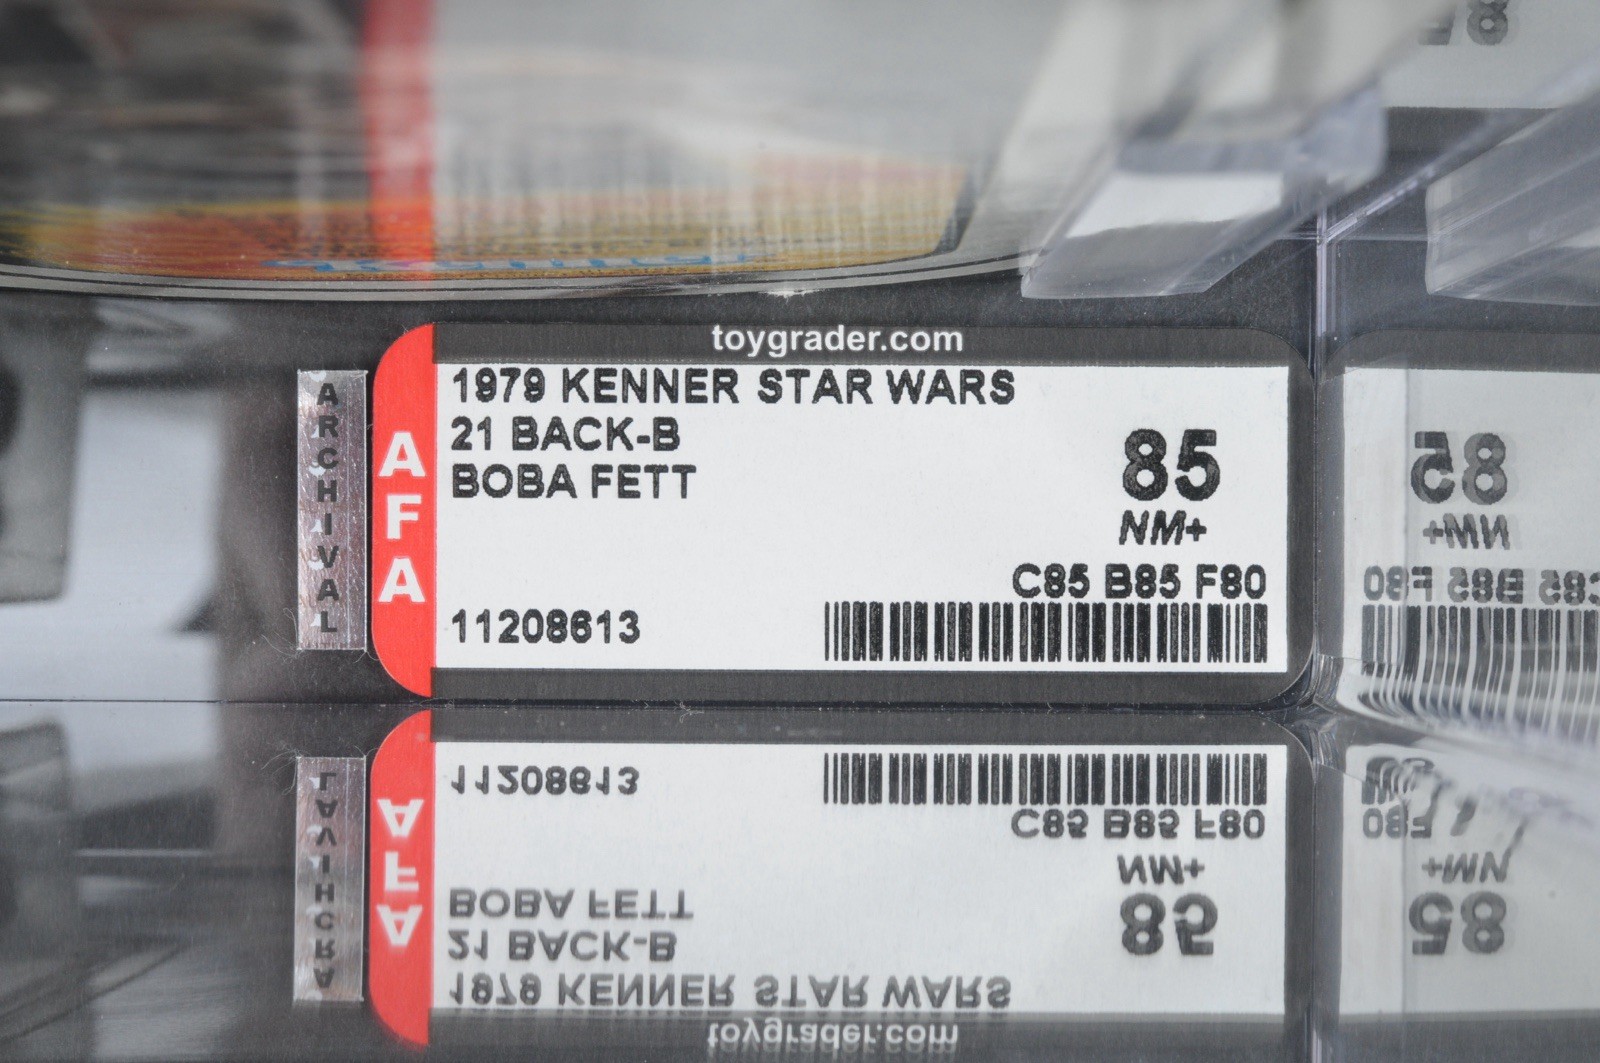 toygrader.com
ARCHIVAL
AFA
1979 KENNER STAR WARS
21 BACK-B
BOBA FETT
85
NM+
C85 B85 F80
11208613